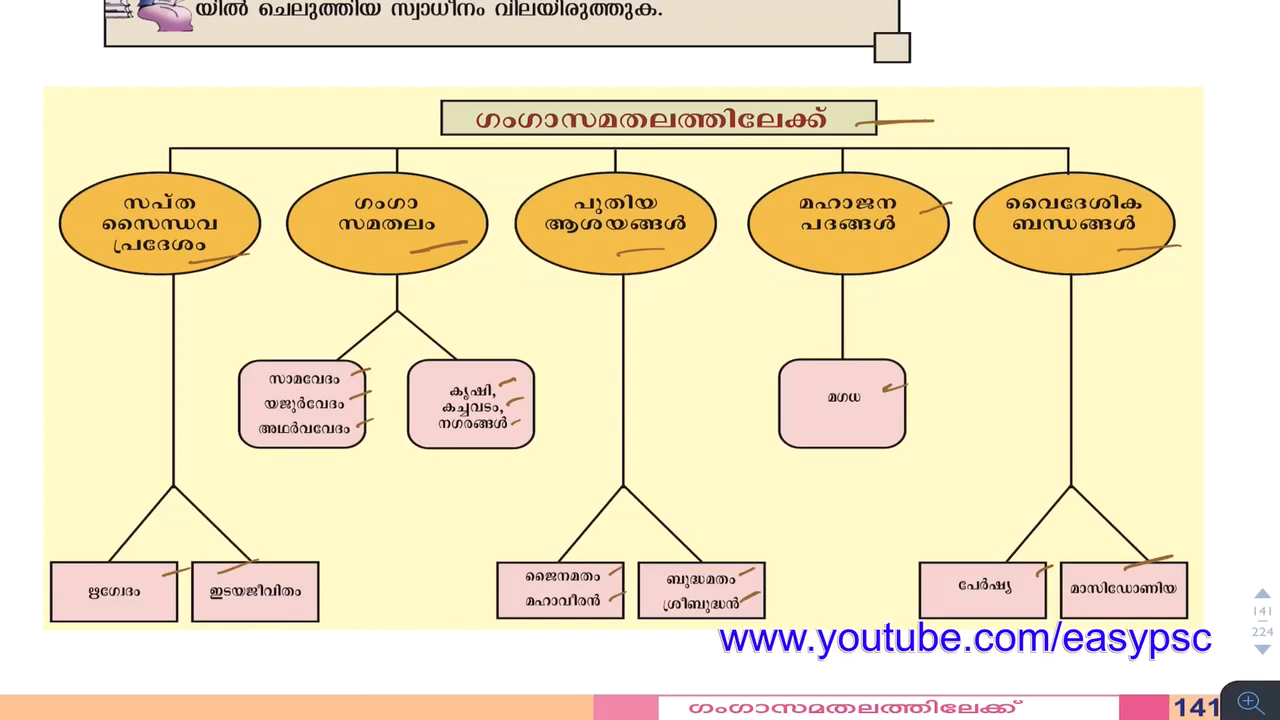 യിൽ ചെലുത്തിയ സ്വാധീനം വിലയിരുത്തുക.
ഗംഗാസമതലത്തിലേക്ക്
സപ്ത
സൈന്ധവ
പ്രദേശം
ഗംഗാ
സമതലം
പുതിയ
ആശയങ്ങൾ
മഹാജന
പദങ്ങൾ
വൈദേശിക
ബന്ധങ്ങൾ
സാമവേദം
യജുർവേദം
അഥർവവേദം
കൃഷി,
കച്ചവടം,
നഗരങ്ങൾ
മഗധ
ഋഗ്വേദം
ഇടയജീവിതം
ജൈനമതം
മഹാവീരൻ
ബുദ്ധമതം
ശ്രീബുദ്ധൻ
പേർഷ്യ
മാസിഡോണിയ
www.youtube.com/easypsc
141
224
ഗംഗാസമതലത്തിലേക്ക്
141